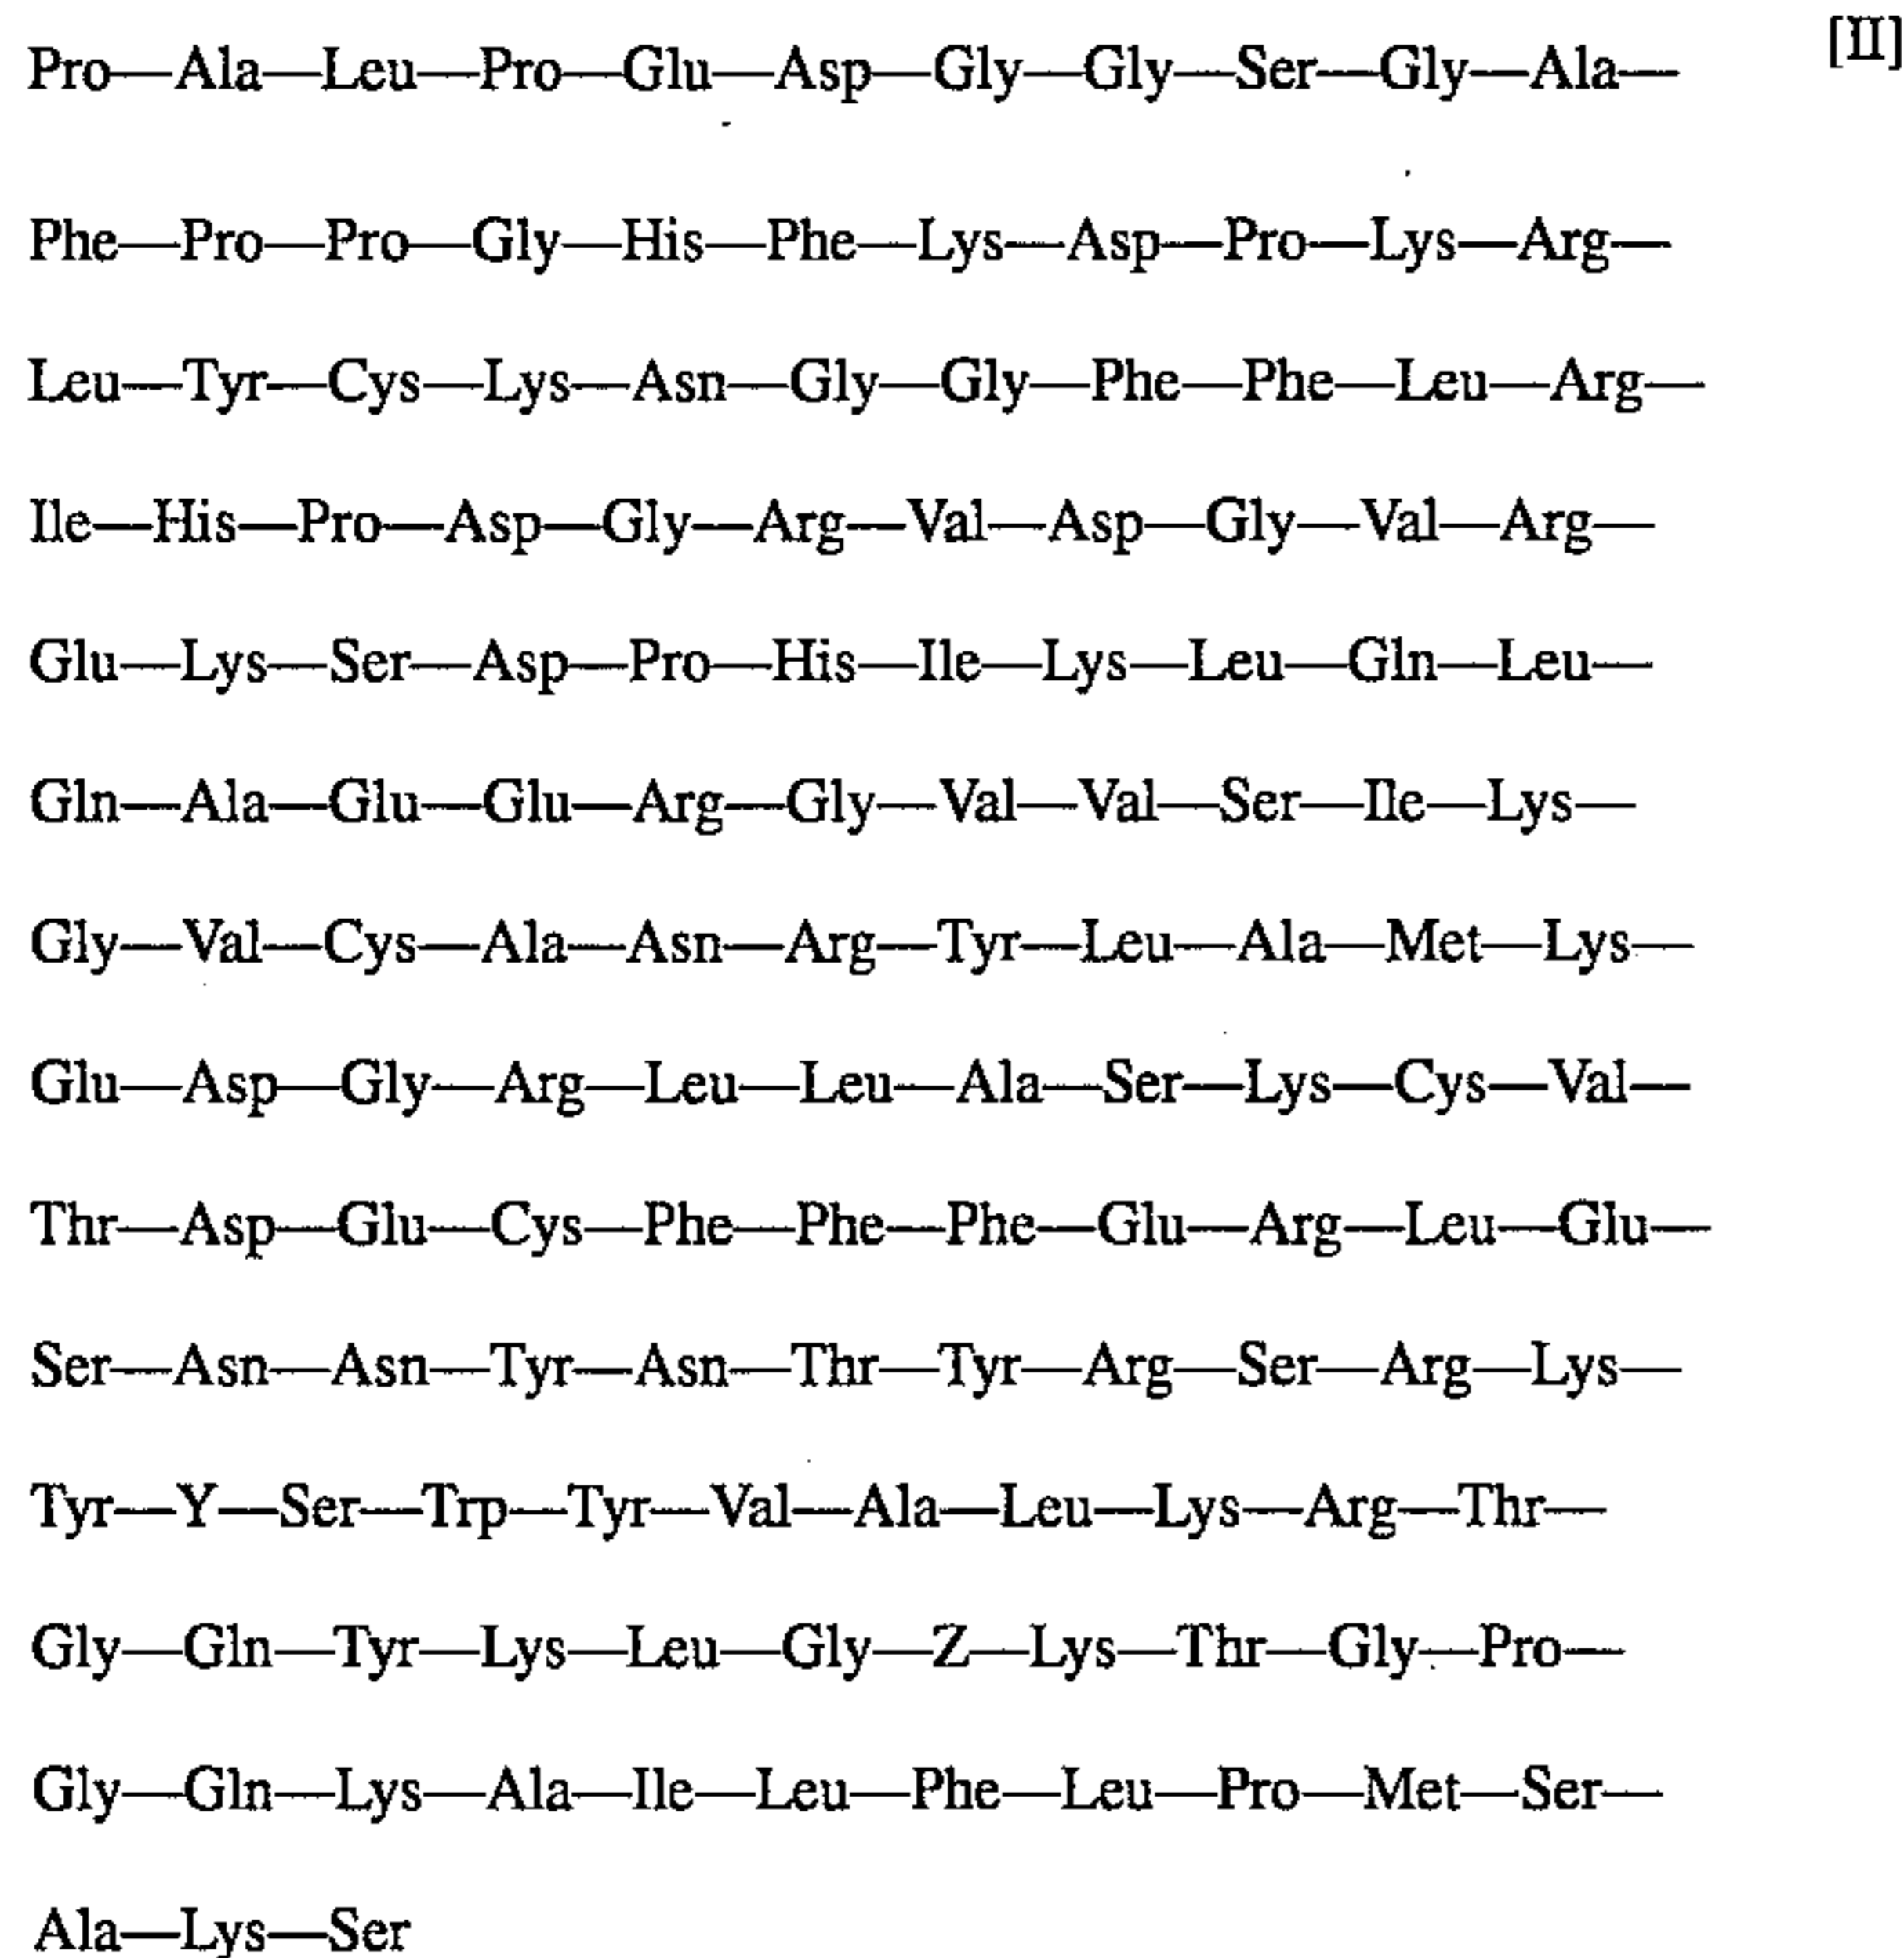 [II]
Pro—Ala—Leu—Pro—Glu—Asp—Gly—Gly—Ser—Gly—Ala—
Phe—Pro—Pro—Gly—His—Phe—Lys—Asp—Pro—Lys—Arg—
Leu—Tyr—Cys—Lys—Asn—Gly—Gly—Phe—Phe—Leu—Arg—
Ile—His—Pro—Asp—Gly—Arg—Val—Asp—Gly—Val—Arg—
Glu—Lys—Ser—Asp—Pro—His—Ile—Lys—Leu—Gln—Leu—
Gln—Ala—Glu—Glu—Arg—Gly—Val—Val—Ser—Ile—Lys—
Gly—Val—Cys—Ala—Asn—Arg—Tyr—Leu—Ala—Met—Lys—
Glu—Asp—Gly—Arg—Leu—Leu—Ala—Ser—Lys—Cys—Val—
Thr—Asp—Glu—Cys—Phe—Phe—Phe—Glu—Arg—Leu—Glu—
Ser—Asn—Asn—Tyr—Asn—Thr—Tyr—Arg—Ser—Arg—Lys—
Tyr—Y—Ser—Trp—Tyr—Val—Ala—Leu—Lys—Arg—Thr—
Gly—Gln—Tyr—Lys—Leu—Gly—Z—Lys—Thr—Gly—Pro—
Gly—Gln—Lys—Ala—Ile—Leu—Phe—Leu—Pro—Met—Ser—
Ala—Lys—Ser